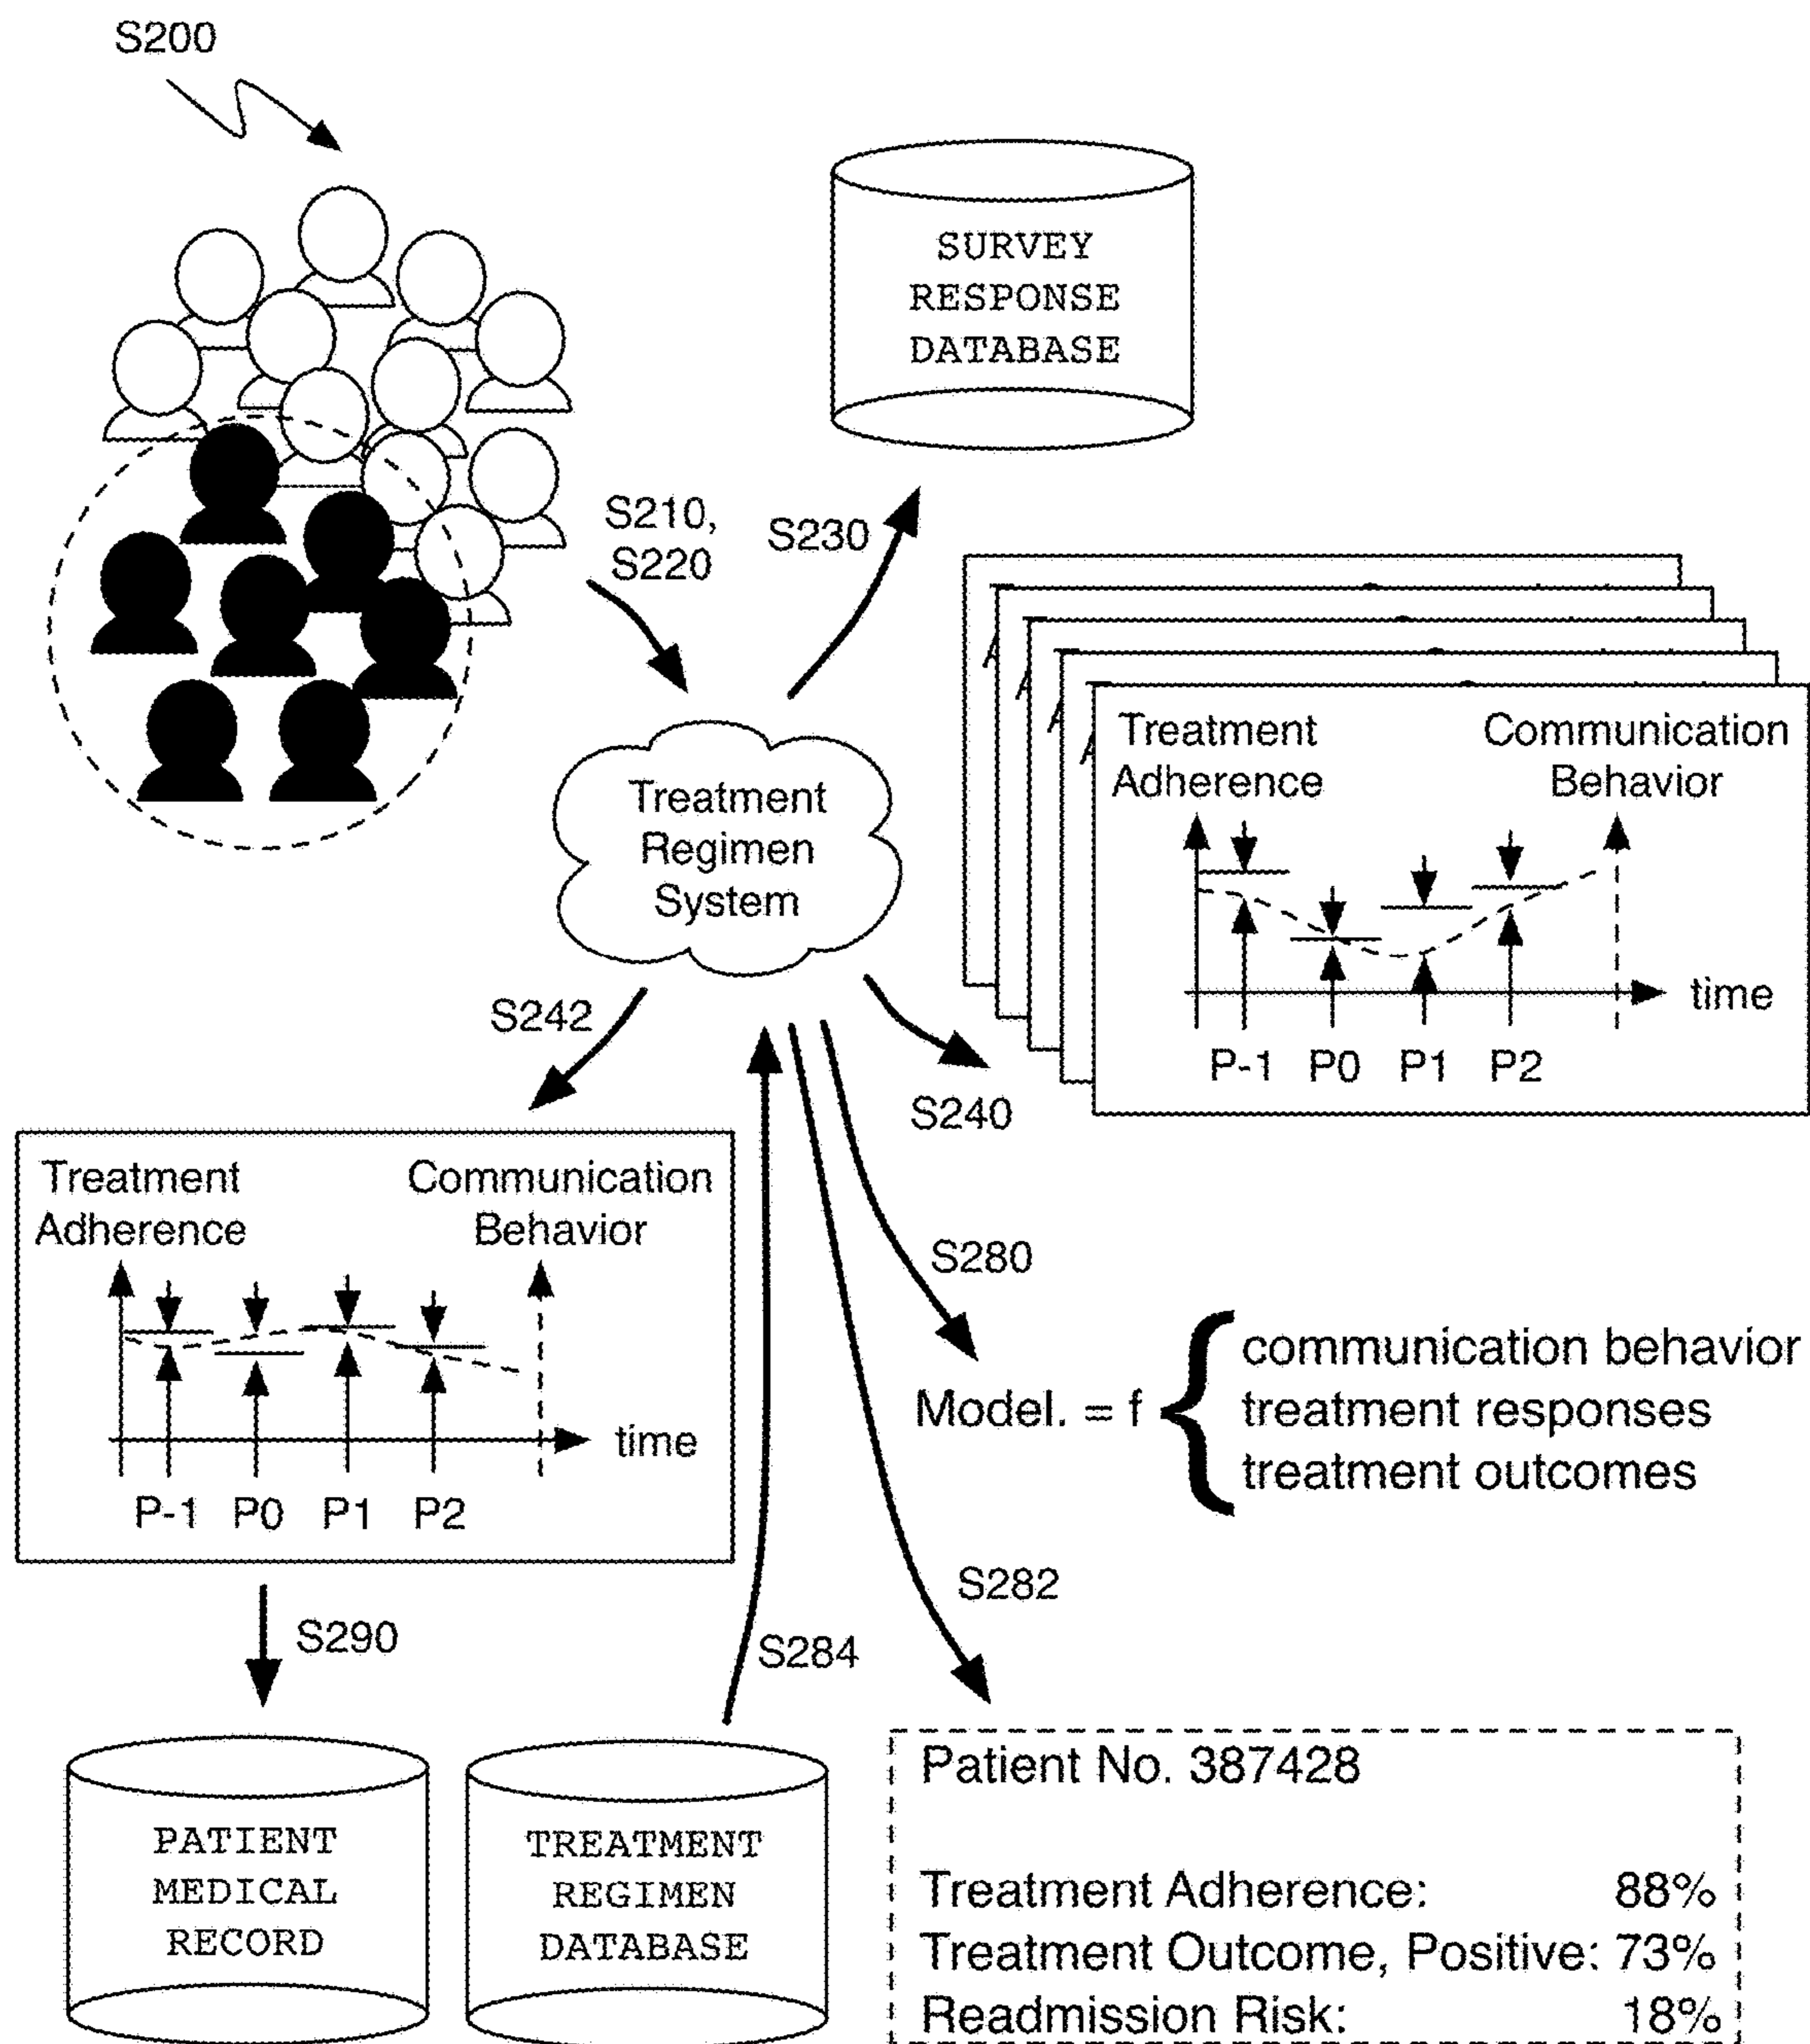 S200
SURVEY
RESPONSE
DATABASE
S210,
S220
S230
Treatment
Adherence
Communication
Behavior
time
P-1 P0 P1 P2
Treatment
Regimen
System
S242
S240
Treatment
Adherence
Communication
Behavior
time
P-1 P0 P1 P2
S280
Model. = f {
communication behavior
treatment responses
treatment outcomes
S282
S290
S284
PATIENT
MEDICAL
RECORD
TREATMENT
REGIMEN
DATABASE
Patient No. 387428
Treatment Adherence: 88%
Treatment Outcome, Positive: 73%
Readmission Risk: 18%